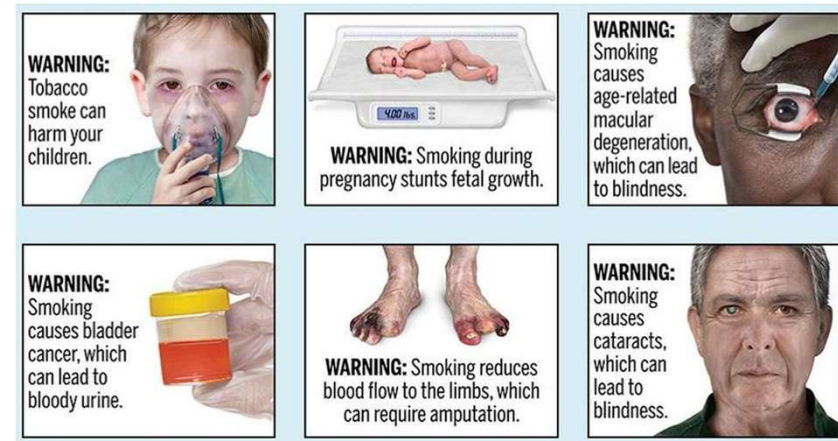 WARNING:
Tobacco
smoke can
harm your
children.
4.00 lbs.
WARNING: Smoking during
pregnancy stunts fetal growth.
WARNING:
Smoking
causes
age-related
macular
degeneration,
which can lead
to blindness.
WARNING:
Smoking
causes bladder
cancer, which
can lead to
bloody urine.
WARNING: Smoking reduces
blood flow to the limbs, which
can require amputation.
WARNING:
Smoking
causes
cataracts,
which can
lead to
blindness.